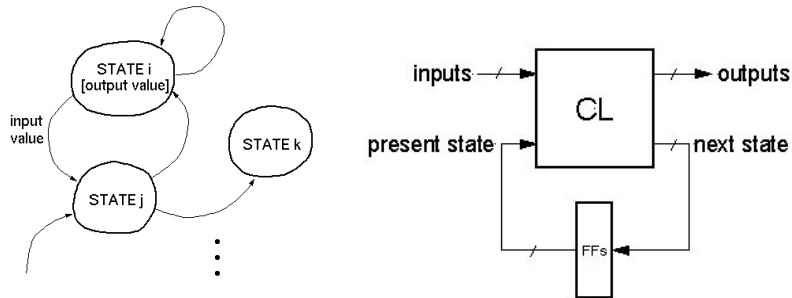 STATE i
[output value]
input
value
STATE k
STATE j
inputs
outputs
CL
present state
next state
FFs